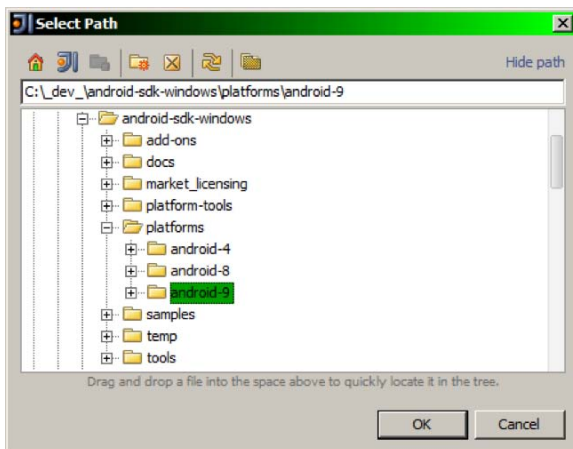 Select Path
Hide path
C:\_dev_\android-sdk-windows\platforms\android-9
android-sdk-windows
add-ons
docs
market_licensing
platform-tools
platforms
android-4
android-8
android-9
samples
temp
tools
Drag and drop a file into the space above to quickly locate it in the tree.
OK Cancel